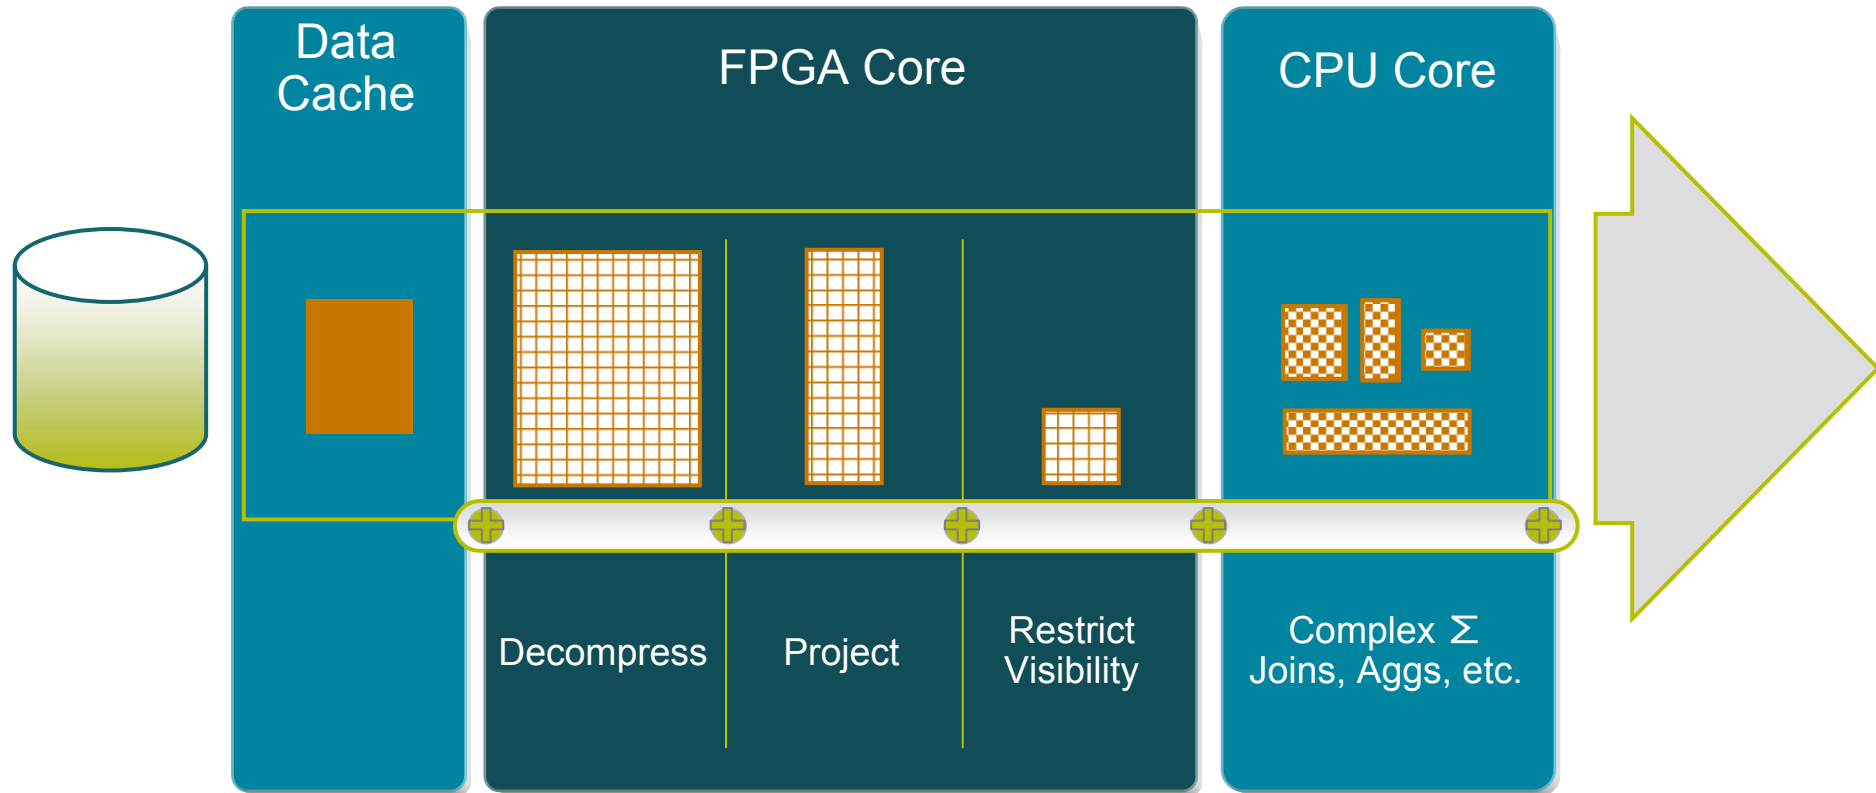 Data
Cache
FPGA Core
CPU Core
Decompress
Project
Restrict
Visibility
Complex Σ
Joins, Aggs, etc.